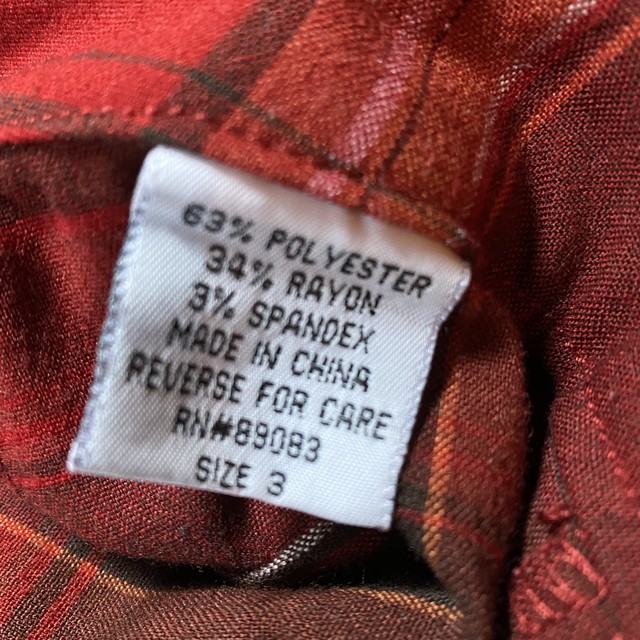 63% POLYESTER
34% RAYON
3% SPANDEX
MADE IN CHINA
REVERSE FOR CARE
RN#89083
SIZE 3